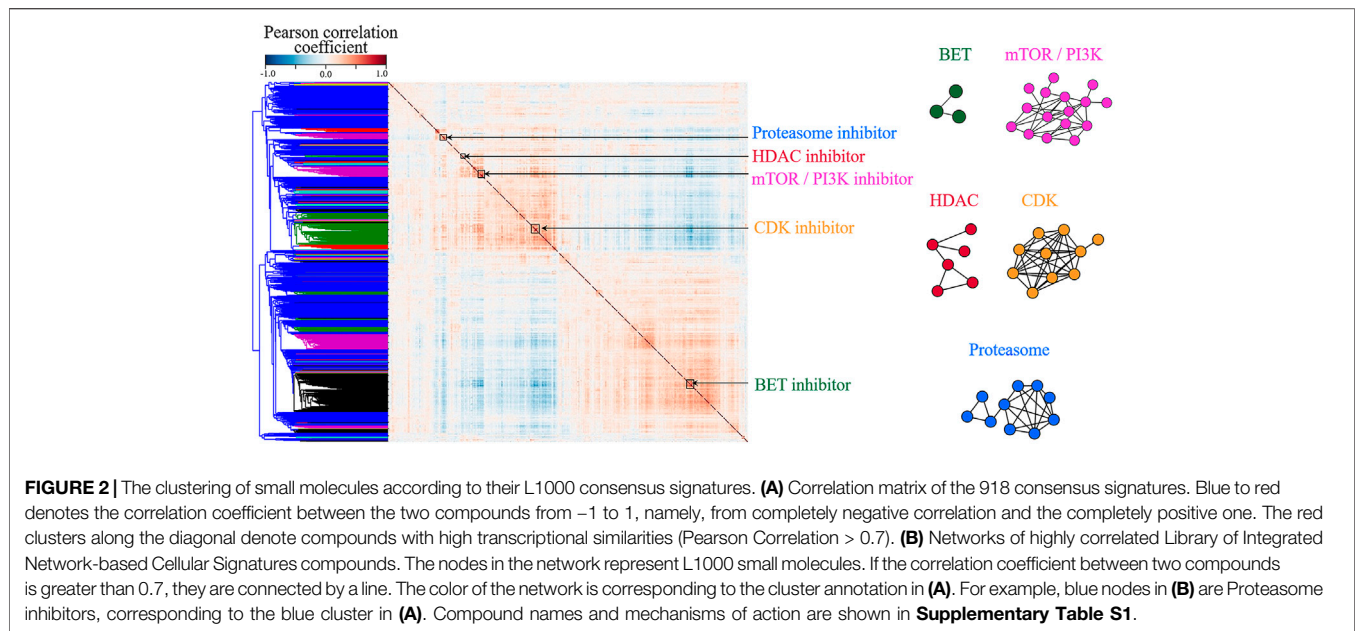 Pearson correlation
coefficient
-1.0 0.0 1.0
BET mTOR / PI3K
Proteasome inhibitor
HDAC inhibitor
mTOR / PI3K inhibitor
HDAC CDK
CDK inhibitor
Proteasome
BET inhibitor
FIGURE 2 | The clustering of small molecules according to their L1000 consensus signatures. (A) Correlation matrix of the 918 consensus signatures. Blue to red
denotes the correlation coefficient between the two compounds from −1 to 1, namely, from completely negative correlation and the completely positive one. The red
clusters along the diagonal denote compounds with high transcriptional similarities (Pearson Correlation > 0.7). (B) Networks of highly correlated Library of Integrated
Network-based Cellular Signatures compounds. The nodes in the network represent L1000 small molecules. If the correlation coefficient between two compounds
is greater than 0.7, they are connected by a line. The color of the network is corresponding to the cluster annotation in (A). For example, blue nodes in (B) are Proteasome
inhibitors, corresponding to the blue cluster in (A). Compound names and mechanisms of action are shown in Supplementary Table S1.